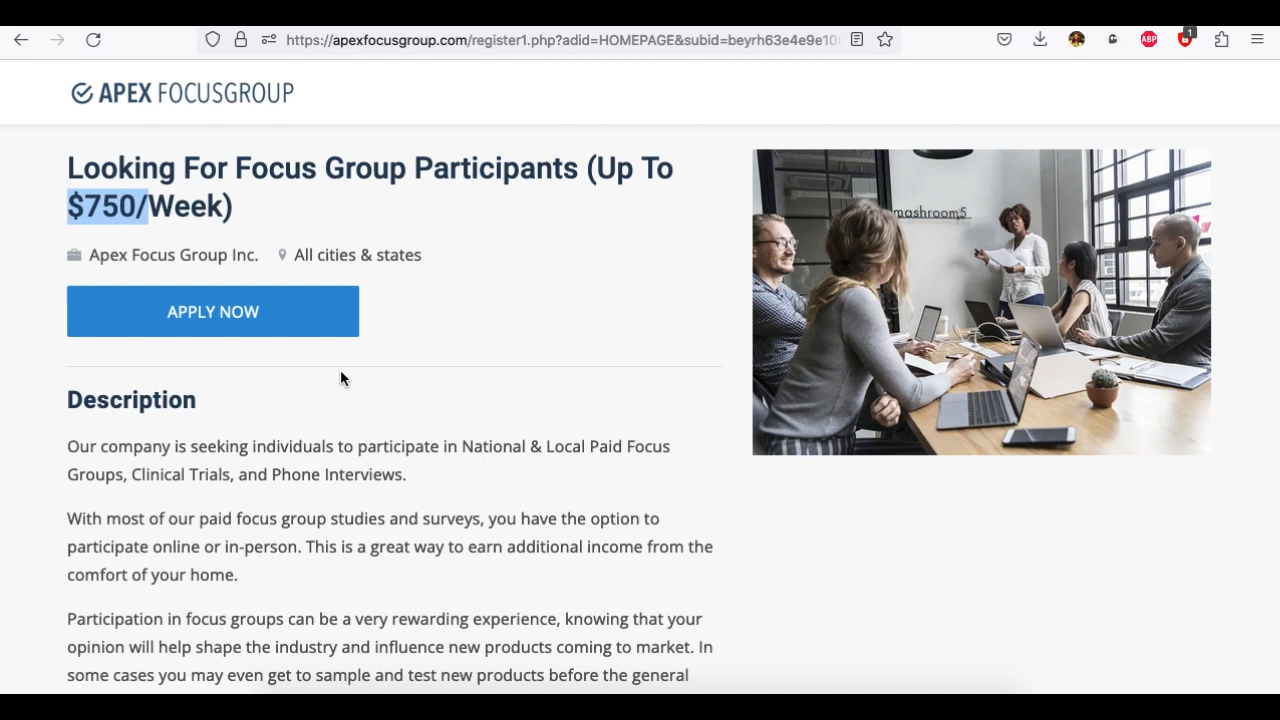 https://apexfocusgroup.com/register1.php?adid=HOMEPAGE&subid=beyrh63e4e9e10
ABP
1
APEX FOCUSGROUP
Looking For Focus Group Participants (Up To
$750/Week)
Apex Focus Group Inc. All cities & states
APPLY NOW
mashroom5
Description
Our company is seeking individuals to participate in National & Local Paid Focus
Groups, Clinical Trials, and Phone Interviews.
With most of our paid focus group studies and surveys, you have the option to
participate online or in-person. This is a great way to earn additional income from the
comfort of your home.
Participation in focus groups can be a very rewarding experience, knowing that your
opinion will help shape the industry and influence new products coming to market. In
some cases you may even get to sample and test new products before the general